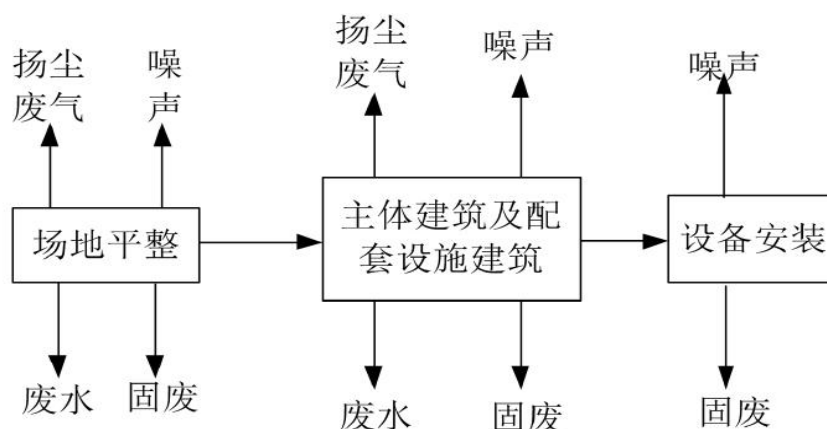 扬尘
废气
噪
声
扬尘
废气
噪声
噪声
场地平整
主体建筑及配
套设施建筑
设备安装
废水
固废
废水
固废
固废